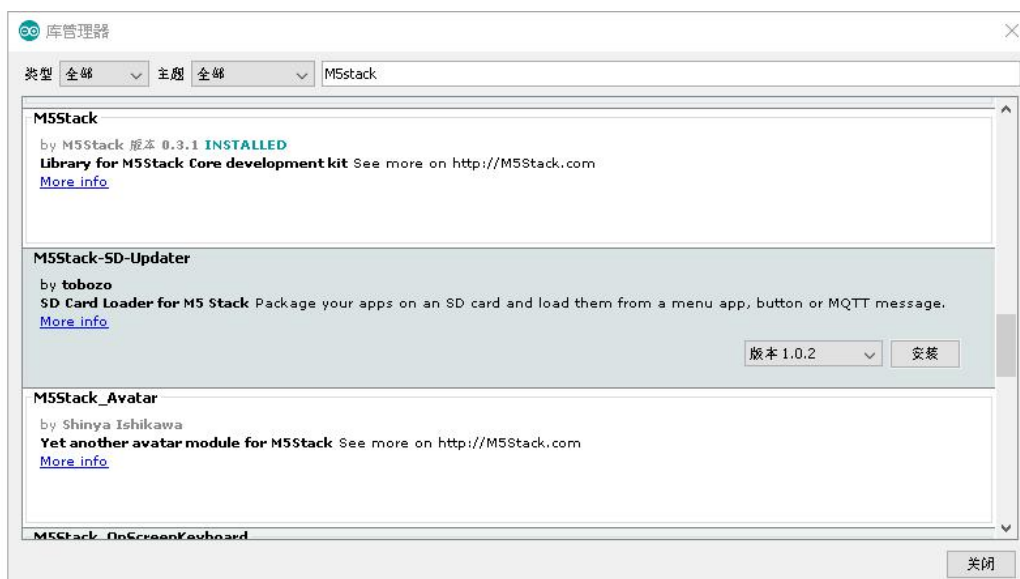 库管理器
类型 全部 主题 全部 M5stack
M5Stack
by M5Stack 版本 0.3.1 INSTALLED
Library for M5Stack Core development kit See more on http://M5Stack.com
More info
M5Stack-SD-Updater
by tobozo
SD Card Loader for M5 Stack Package your apps on an SD card and load them from a menu app, button or MQTT message.
More info
版本 1.0.2 安装
M5Stack_Avatar
by Shinya Ishikawa
Yet another avatar module for M5Stack See more on http://M5Stack.com
More info
M5Stack_OnScreenKeyboard
关闭